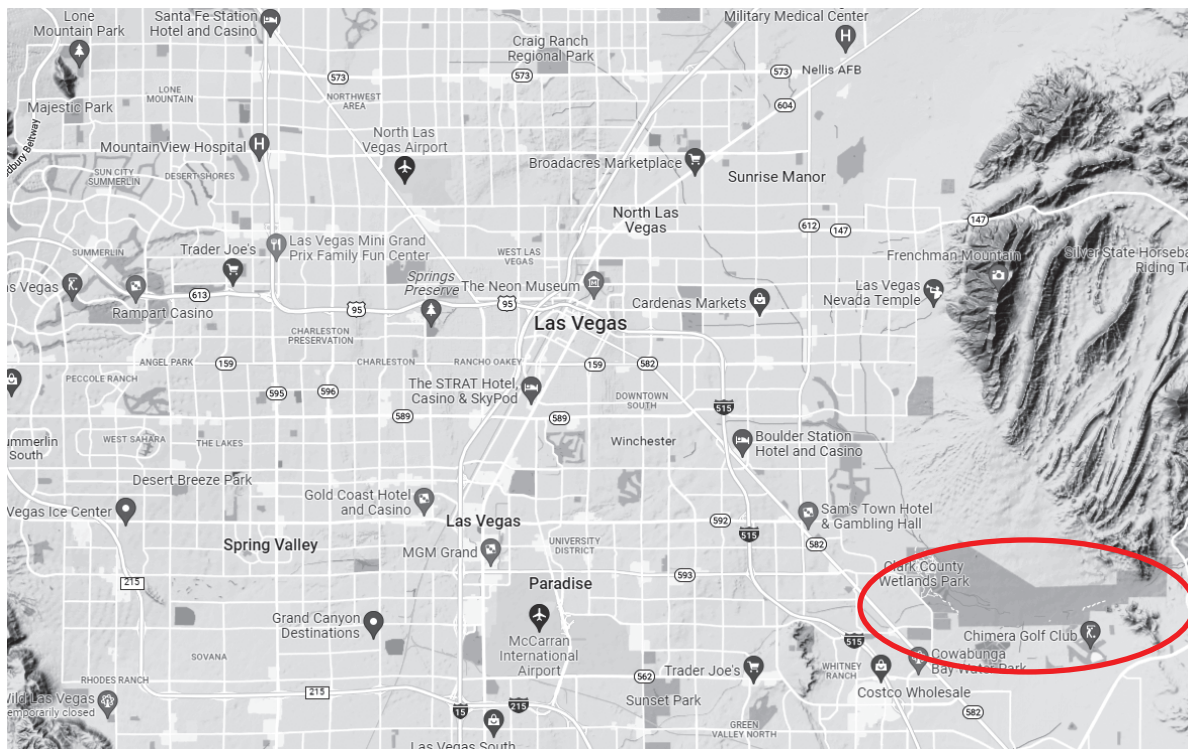 Lone
Mountain Park
Santa Fe Station
Hotel and Casino
Craig Ranch
Regional Park
Military Medical Center
Nellis AFB
573
573
573
604
LONE
MOUNTAIN
NORTHWEST
AREA
Majestic Park
MountainView Hospital
North Las
Vegas Airport
Broadacres Marketplace
Sunrise Manor
SUN CITY
SUMMERLIN
DESERT SHORES
North Las
Vegas
612
147
147
SUMMERLIN
Trader Joe's
Las Vegas Mini Grand
Prix Family Fun Center
WEST LAS
VEGAS
Frenchman Mountain
Silver State Horseba
Riding To
as Vegas
Rampart Casino
613
95
Springs
Preserve
The Neon Museum
95
Cardenas Markets
Las Vegas
Nevada Temple
Las Vegas
CHARLESTON
PRESERVATION
ANGEL PARK
159
CHARLESTON
RANCHO OAKEY
159
582
PECCOLE RANCH
595
596
The STRAT Hotel,
Casino & SkyPod
589
589
DOWNTOWN
SOUTH
515
ummerlin
South
WEST SAHARA
THE LAKES
Winchester
Boulder Station
Hotel and Casino
Desert Breeze Park
Vegas Ice Center
Gold Coast Hotel
and Casino
Las Vegas
592
515
Sam's Town Hotel
& Gambling Hall
582
Spring Valley
MGM Grand
UNIVERSITY
DISTRICT
593
215
Paradise
Clark County
Wetlands Park
Grand Canyon
Destinations
McCarran
International
Airport
515
Chimera Golf Club
SOVANA
Trader Joe's
WHITNEY
RANCH
Cowabunga
Bay Water Park
RHODES RANCH
215
562
Sunset Park
Costco Wholesale
Wild Las Vegas
temporarily closed
15
215
GREEN
VALLEY NORTH
582
Las Vegas South